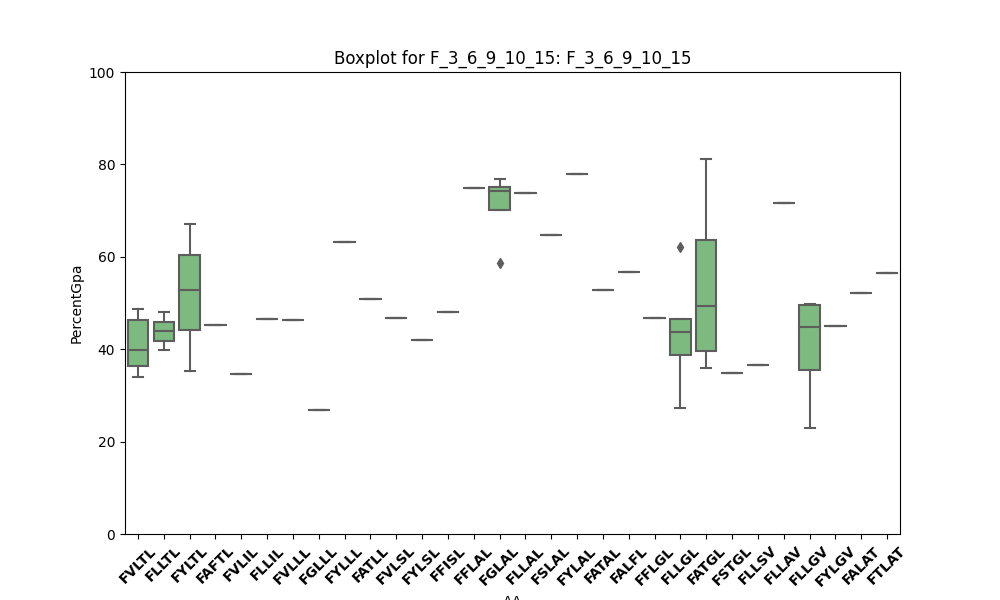 Boxplot for F_3_6_9_10_15: F_3_6_9_10_15
100
80
60
40
20
0
PercentGpa
FVLTL
FLLTL
FYLTL
FAFTL
FVLIL
FLLIL
FVLLL
FGLLL
FYLLL
FATLL
FVLSL
FYLSL
FFISL
FFLAL
FGLAL
FLLAL
FSLAL
FYLAL
FATAL
FALFL
FFLGL
FLLGL
FATGL
FSTGL
FLLSV
FLLAV
FLLGV
FYLGV
FALAT
FTLAT
AA